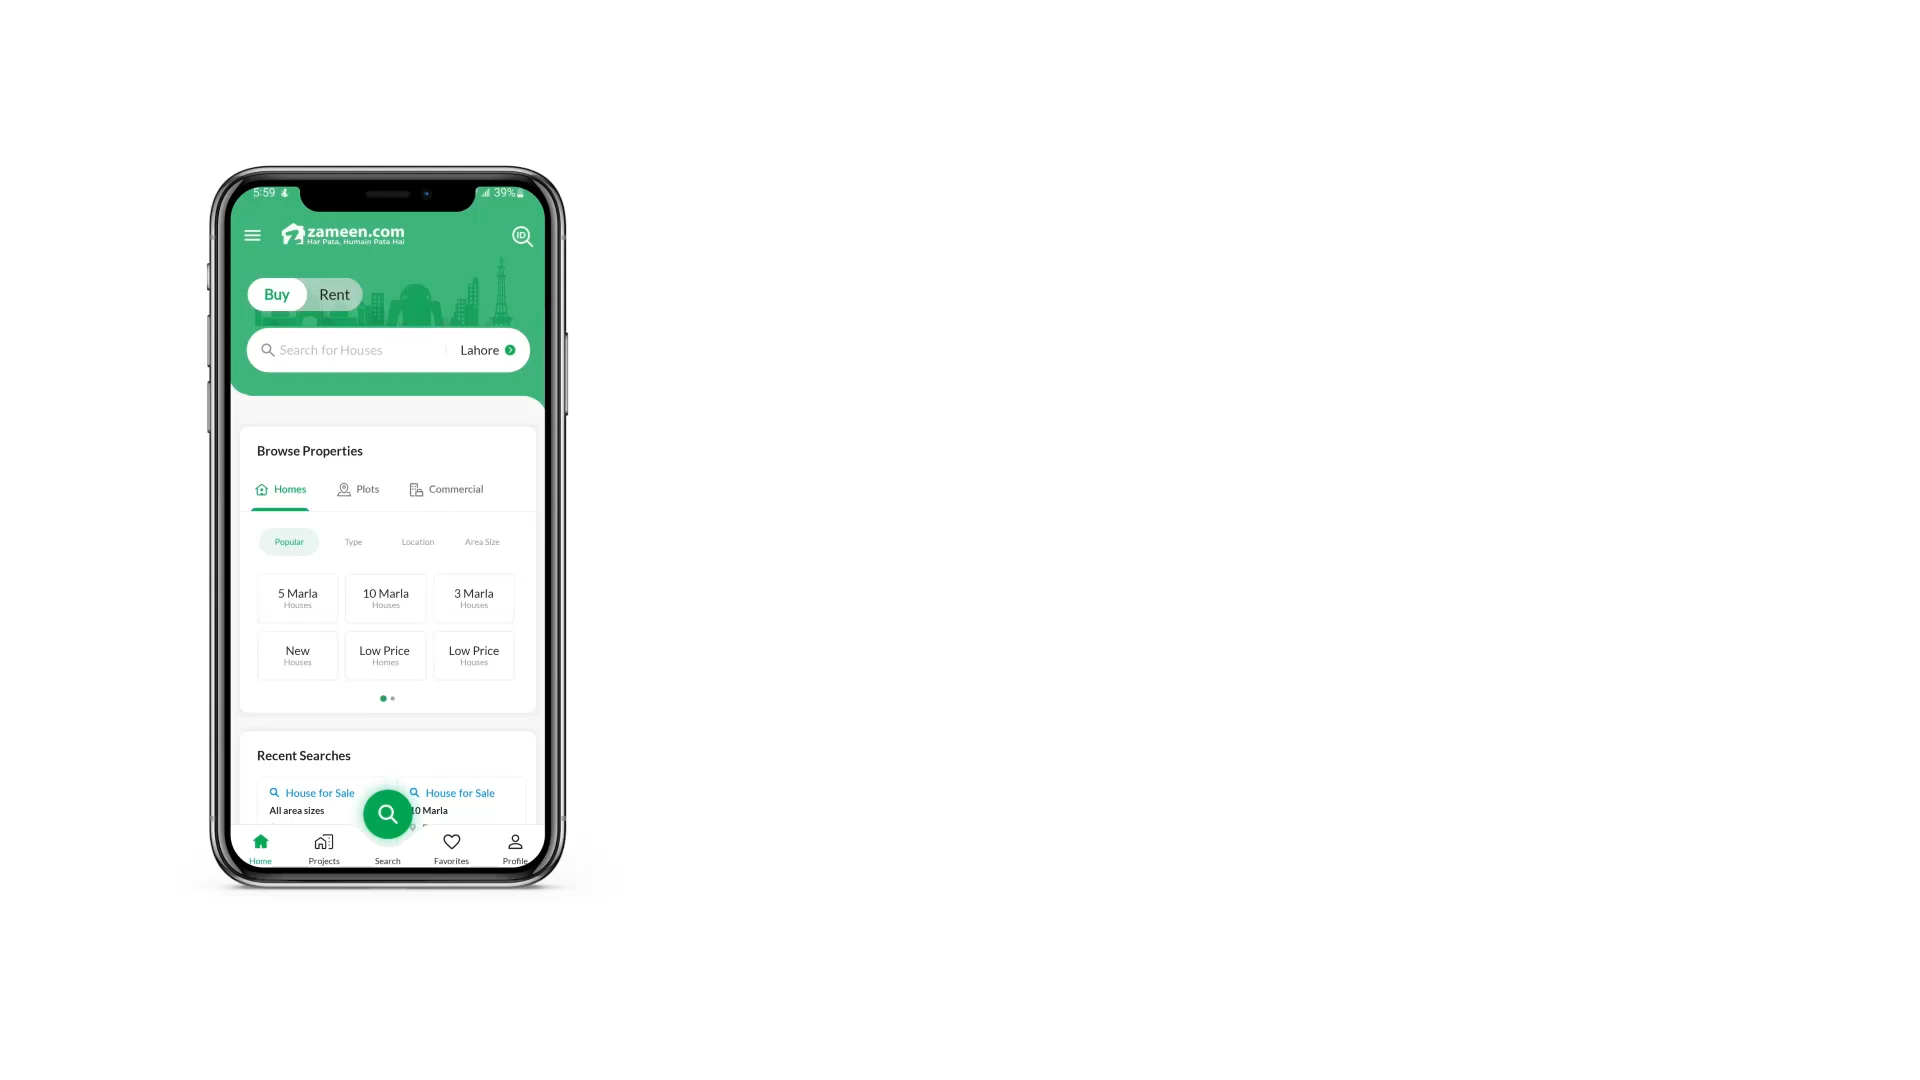 5:59 39%
zameen.com
Har Pata, Humain Pata Hai
ID
Buy Rent
Search for Houses Lahore
Browse Properties
Homes Plots Commercial
Popular Type Location Area Size
5 Marla 10 Marla 3 Marla
Houses Houses Houses
New Low Price Low Price
Houses Homes Houses
Recent Searches
House for Sale House for Sale
All area sizes 10 Marla
Home Projects Search Favorites Profile